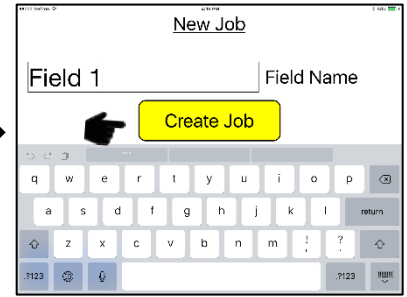 New Job
Field 1 Field Name
Create Job
q w e r t y u i o p
a s d f g h j k l return
z x c v b n m ! , ? .
.?123 .?123